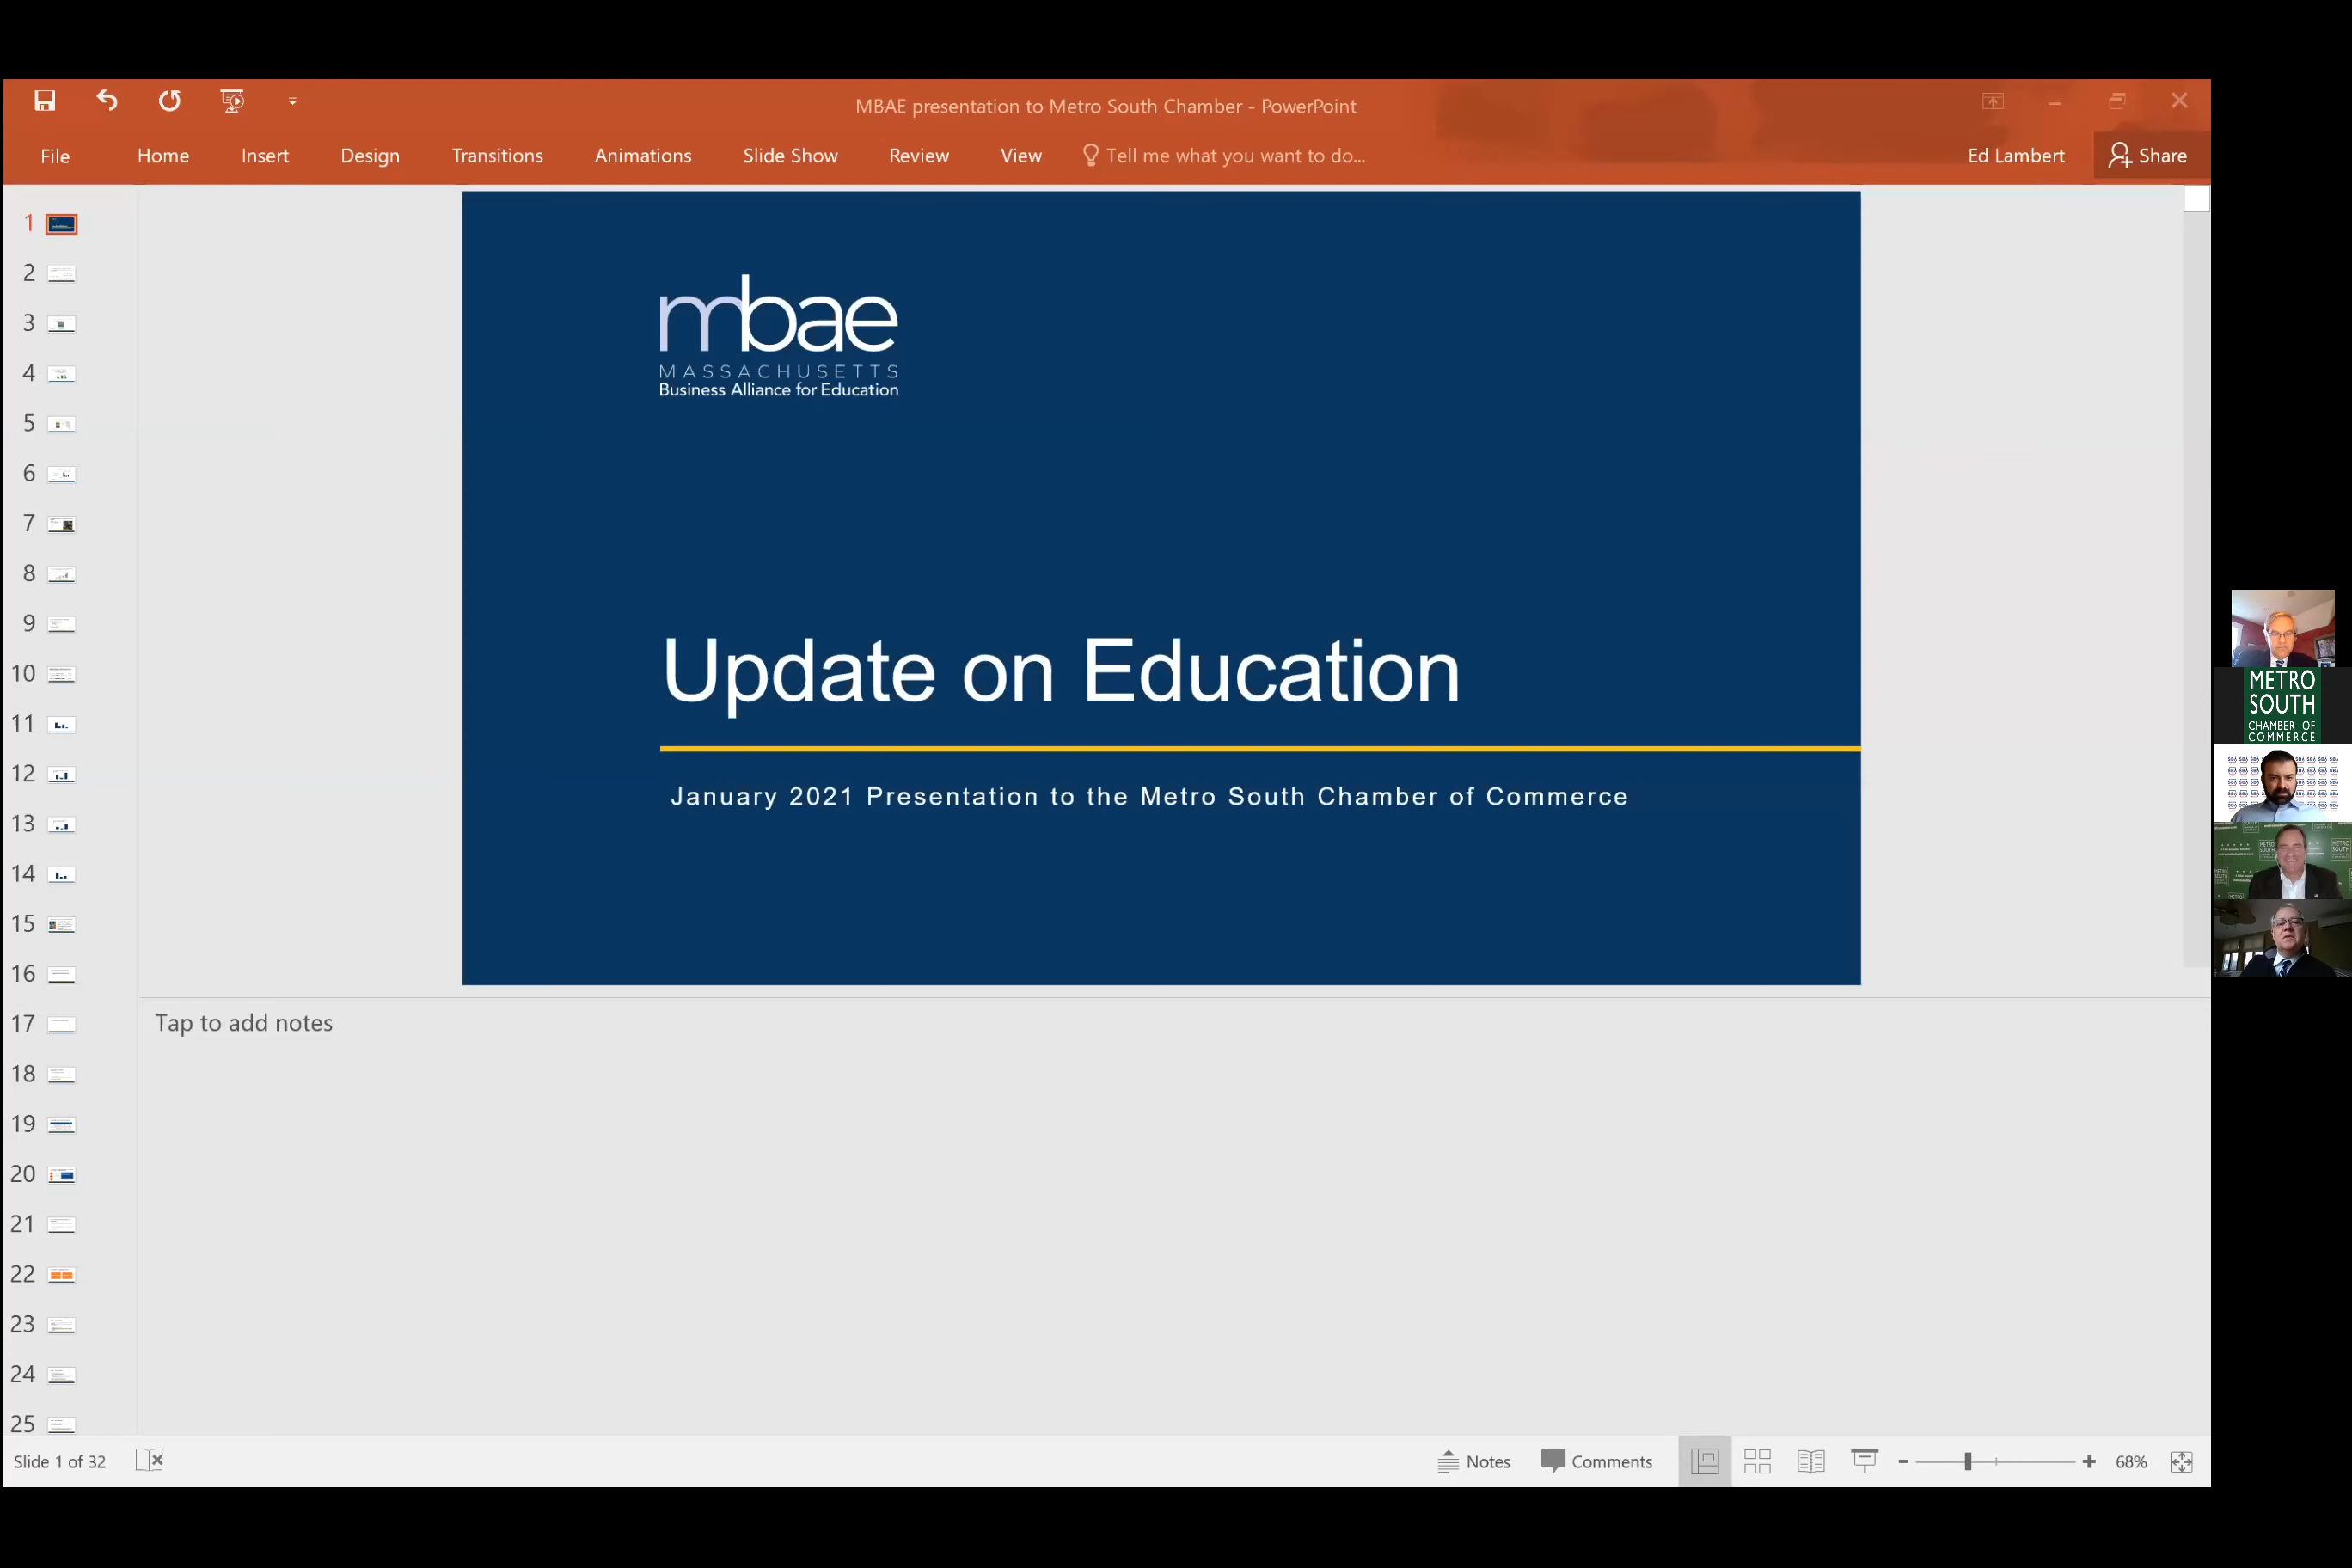 MBAE presentation to Metro South Chamber - PowerPoint
File Home Insert Design Transitions Animations Slide Show Review View Tell me what you want to do... Ed Lambert Share
1
2
3
4
5
6
7
8
9
10
11
12
13
14
15
16
17
18
19
20
21
22
23
24
25
mbae
MASSACHUSETTS
Business Alliance for Education
Update on Education
January 2021 Presentation to the Metro South Chamber of Commerce
METRO
SOUTH
CHAMBER OF
COMMERCE
Tap to add notes
Slide 1 of 32 Notes Comments 68%